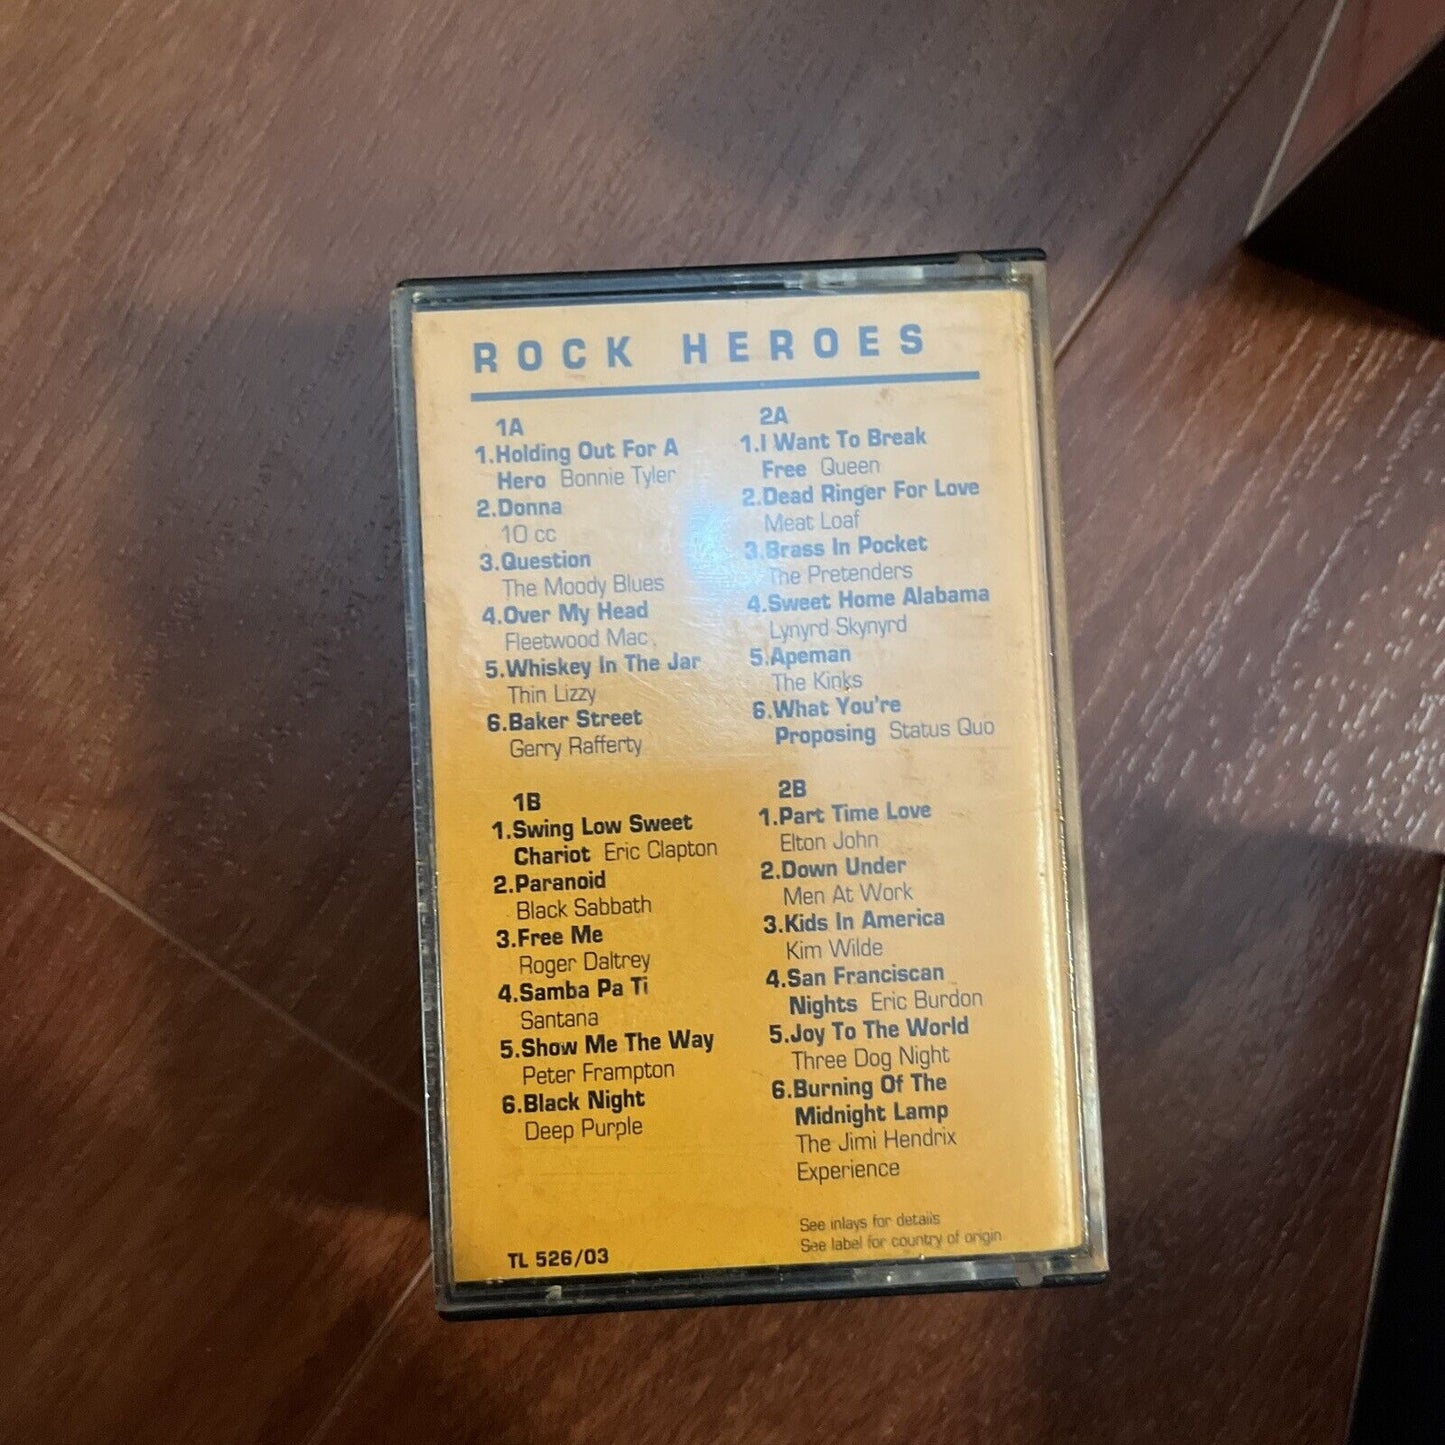 ROCK HEROES
1A
1.Holding Out For A
Hero Bonnie Tyler
2.Donna
10 cc
3.Question
The Moody Blues
4.Over My Head
Fleetwood Mac
5.Whiskey In The Jar
Thin Lizzy
6.Baker Street
Gerry Rafferty
1B
1.Swing Low Sweet
Chariot Eric Clapton
2.Paranoid
Black Sabbath
3.Free Me
Roger Daltrey
4.Samba Pa Ti
Santana
5.Show Me The Way
Peter Frampton
6.Black Night
Deep Purple
TL 526/03
2A
1.I Want To Break
Free Queen
2.Dead Ringer For Love
Meat Loaf
3.Brass In Pocket
The Pretenders
4.Sweet Home Alabama
Lynyrd Skynyrd
5.Apeman
The Kinks
6.What You're
Proposing Status Quo
2B
1.Part Time Love
Elton John
2.Down Under
Men At Work
3.Kids In America
Kim Wilde
4.San Franciscan
Nights Eric Burdon
5.Joy To The World
Three Dog Night
6.Burning Of The
Midnight Lamp
The Jimi Hendrix
Experience
See inlays for details
See label for country of origin